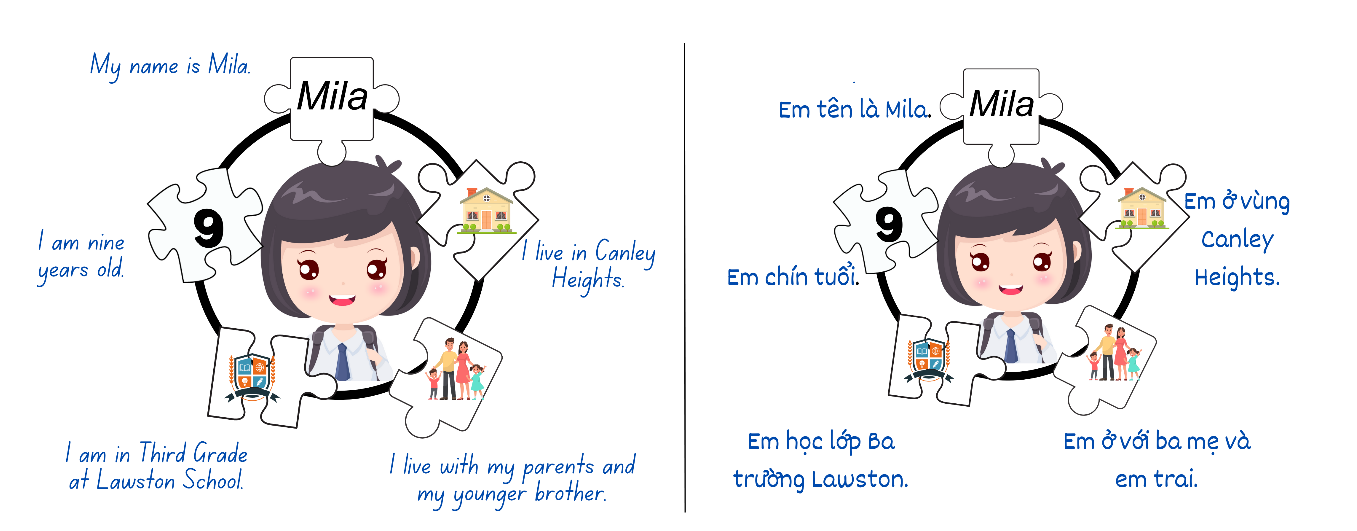 My name is Mila.
Mila
9
I am nine
years old.
I live in Canley
Heights.
I am in Third Grade
at Lawston School.
I live with my parents and
my younger brother.
Em tên là Mila.
Mila
9
Em ở vùng
Canley
Heights.
Em chín tuổi.
Em học lớp Ba
trường Lawston.
Em ở với ba mẹ và
em trai.